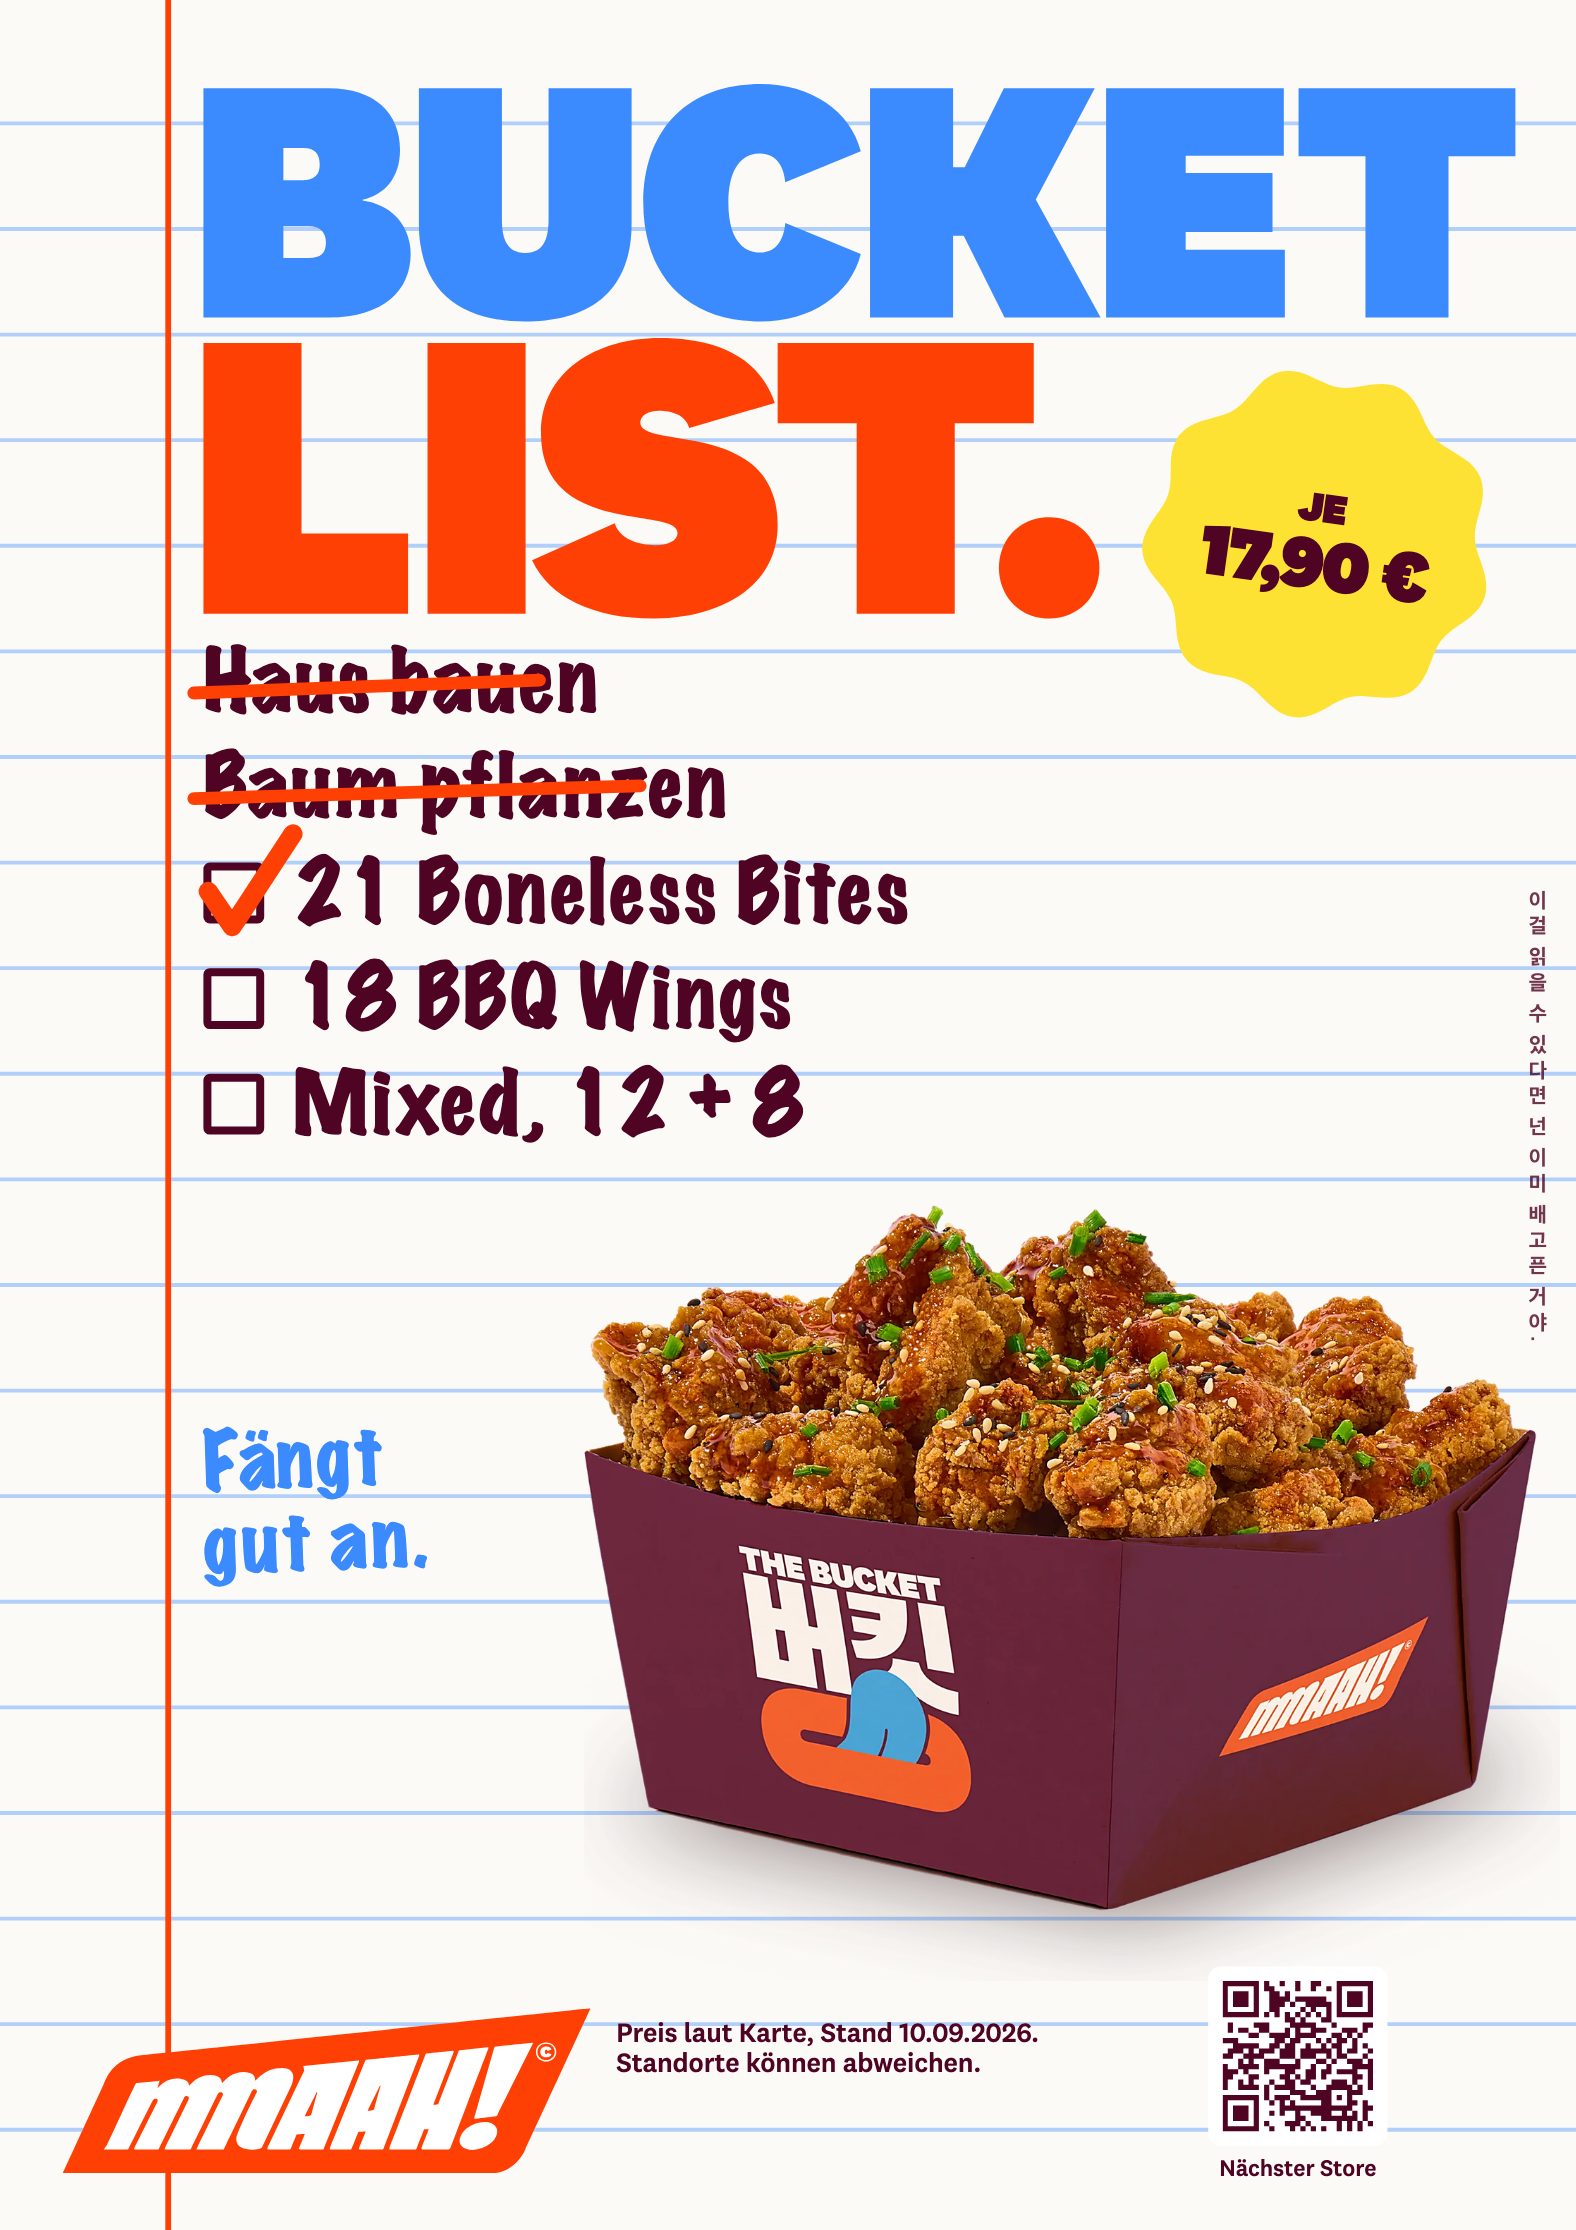 BUCKET
LIST.
JE
17,90 €
Haus bauen
Baum pflanzen
21 Boneless Bites
18 BBQ Wings
Mixed, 12 + 8
이걸 읽을 수 있다면 넌 이미 배고픈 거야.
Fängt
gut an.
THE BUCKET
버킷
MMAAH!
©
MMAAH! ©
Preis laut Karte, Stand 10.09.2026.
Standorte können abweichen.
Nächster Store